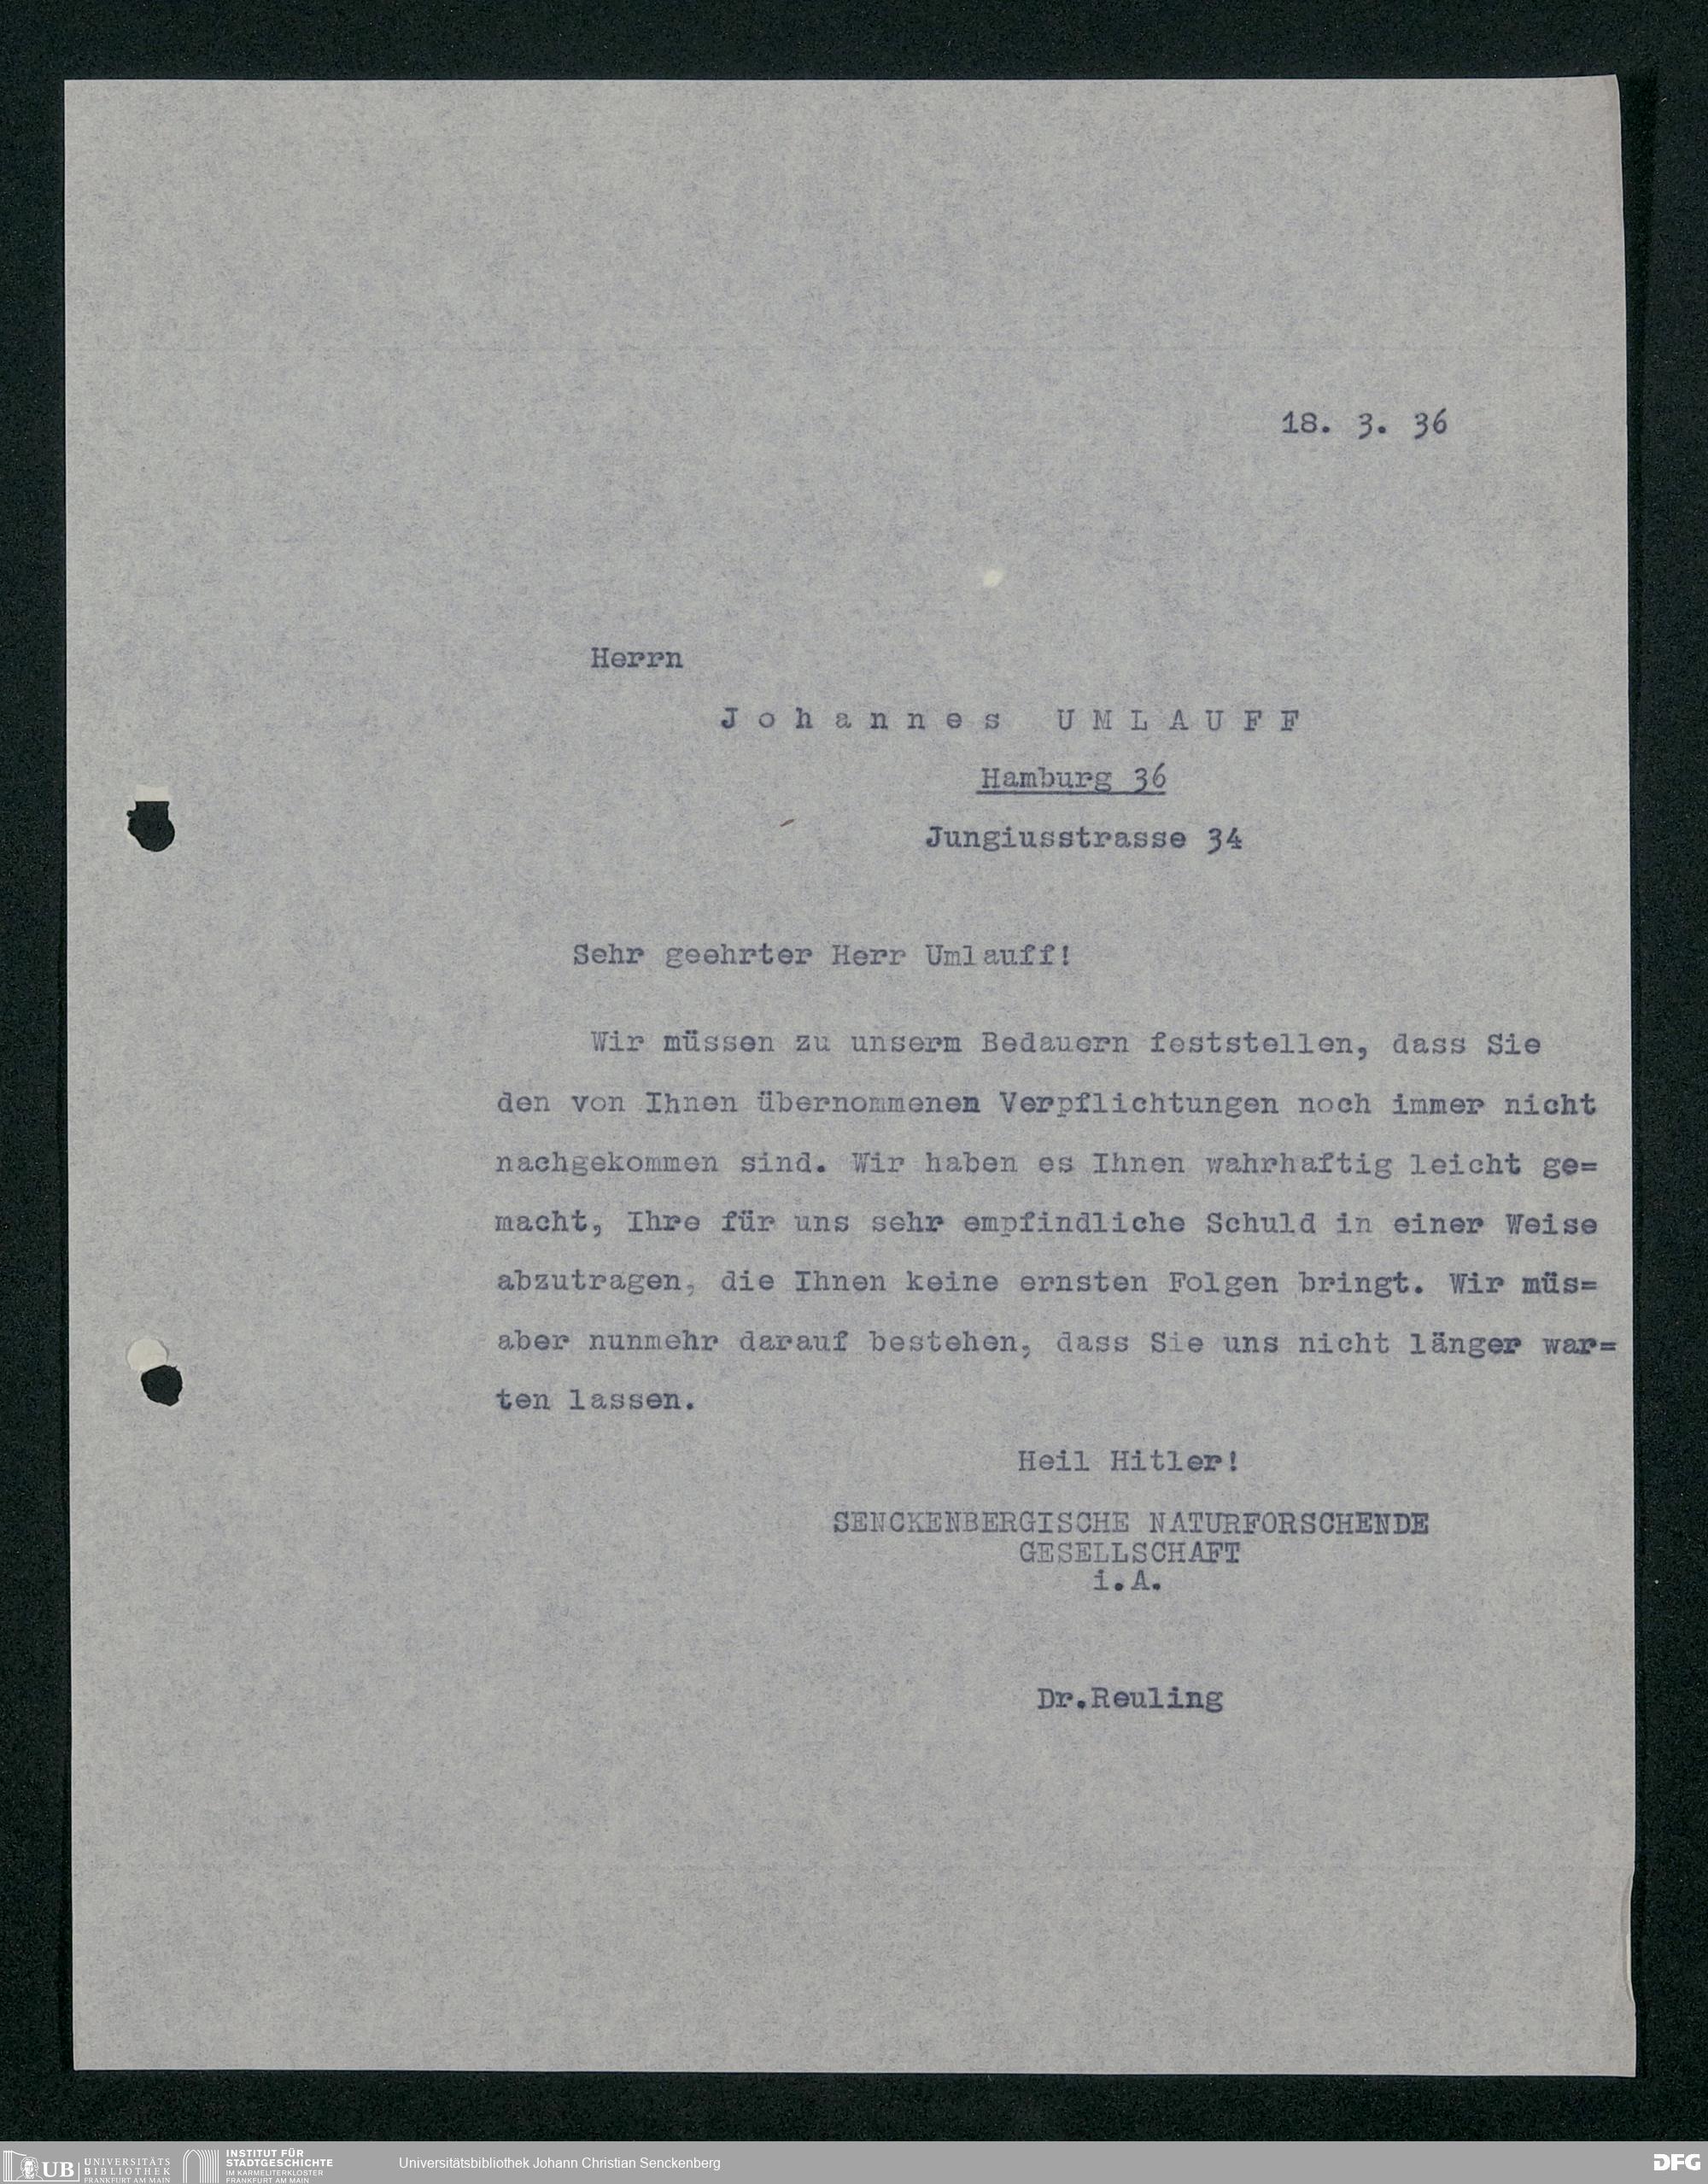 18. 3. 36
Herrn
Johannes UMLAUFF
Hamburg 36
Jungiusstrasse 34
Sehr geehrter Herr Umlauff!
Wir müssen zu unserm Bedauern feststellen, dass Sie
den von Ihnen übernommenen Verpflichtungen noch immer nicht
nachgekommen sind. Wir haben es Ihnen wahrhaftig leicht ge=
macht, Ihre für uns sehr empfindliche Schuld in einer Weise
abzutragen, die Ihnen keine ernsten Folgen bringt. Wir müs=
aber nunmehr darauf bestehen, dass Sie uns nicht länger war=
ten lassen.
Heil Hitler!
SENCKENBERGISCHE NATURFORSCHENDE
GESELLSCHAFT
i.A.
Dr.Reuling
UB
UNIVERSITÄTS
BIBLIOTHEK
FRANKFURT AM MAIN
INSTITUT FÜR
STADTGESCHICHTE
IM KARMELITERKLOSTER
FRANKFURT AM MAIN
Universitätsbibliothek Johann Christian Senckenberg
DFG